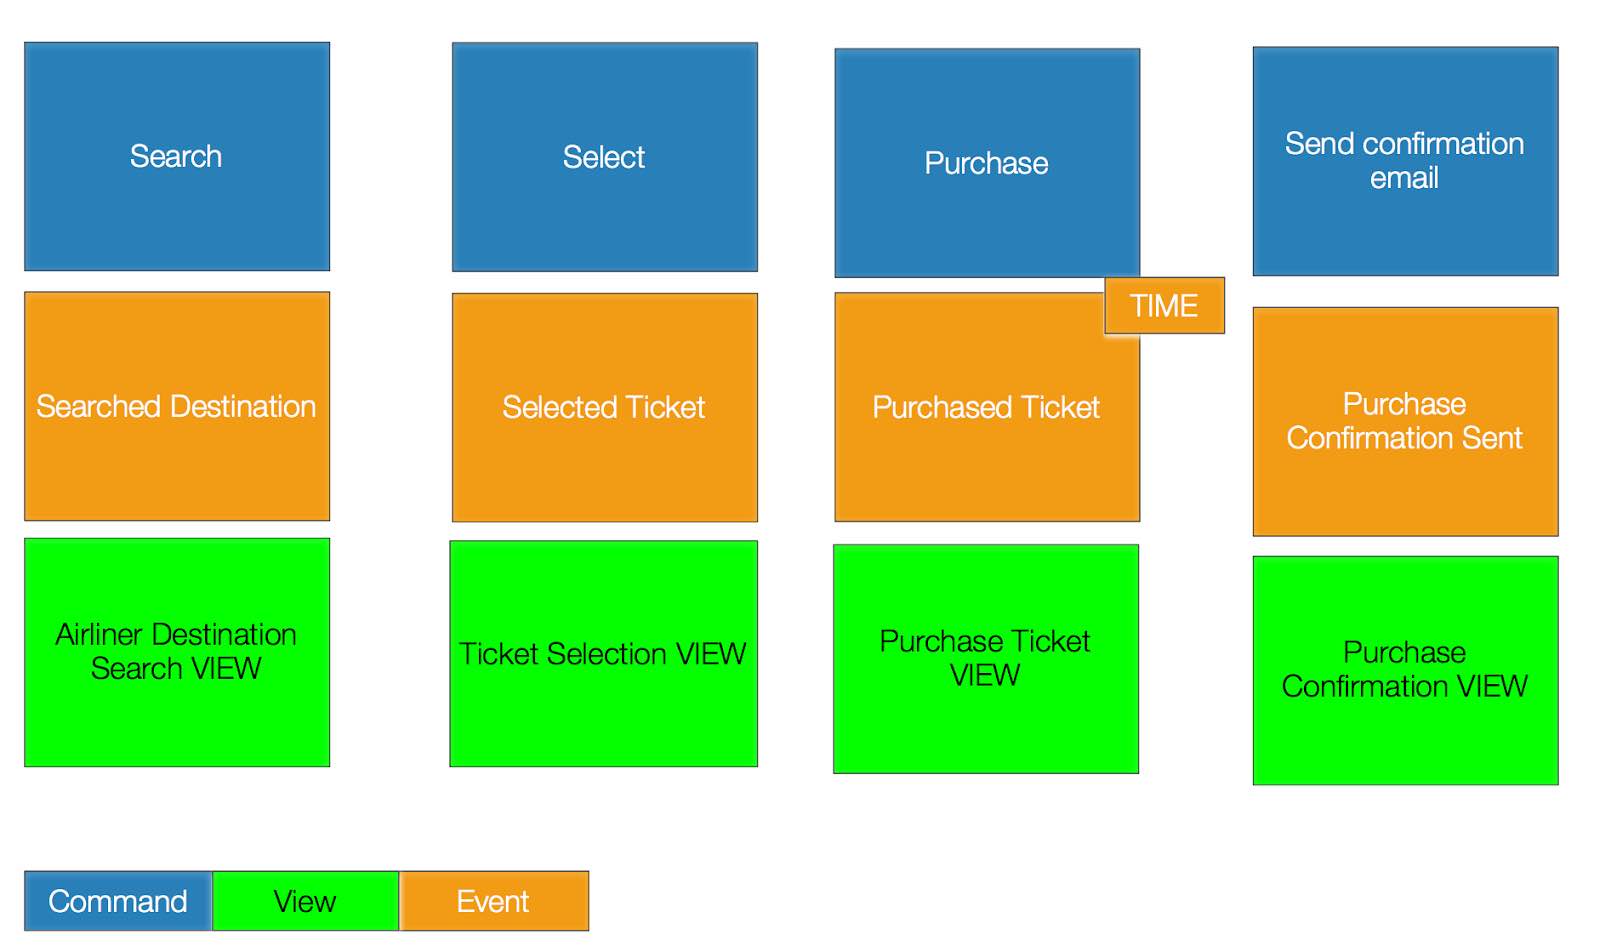 Search
Select
Purchase
Send confirmation
email
TIME
Searched Destination
Selected Ticket
Purchased Ticket
Purchase
Confirmation Sent
Airliner Destination
Search VIEW
Ticket Selection VIEW
Purchase Ticket
VIEW
Purchase
Confirmation VIEW
Command
View
Event